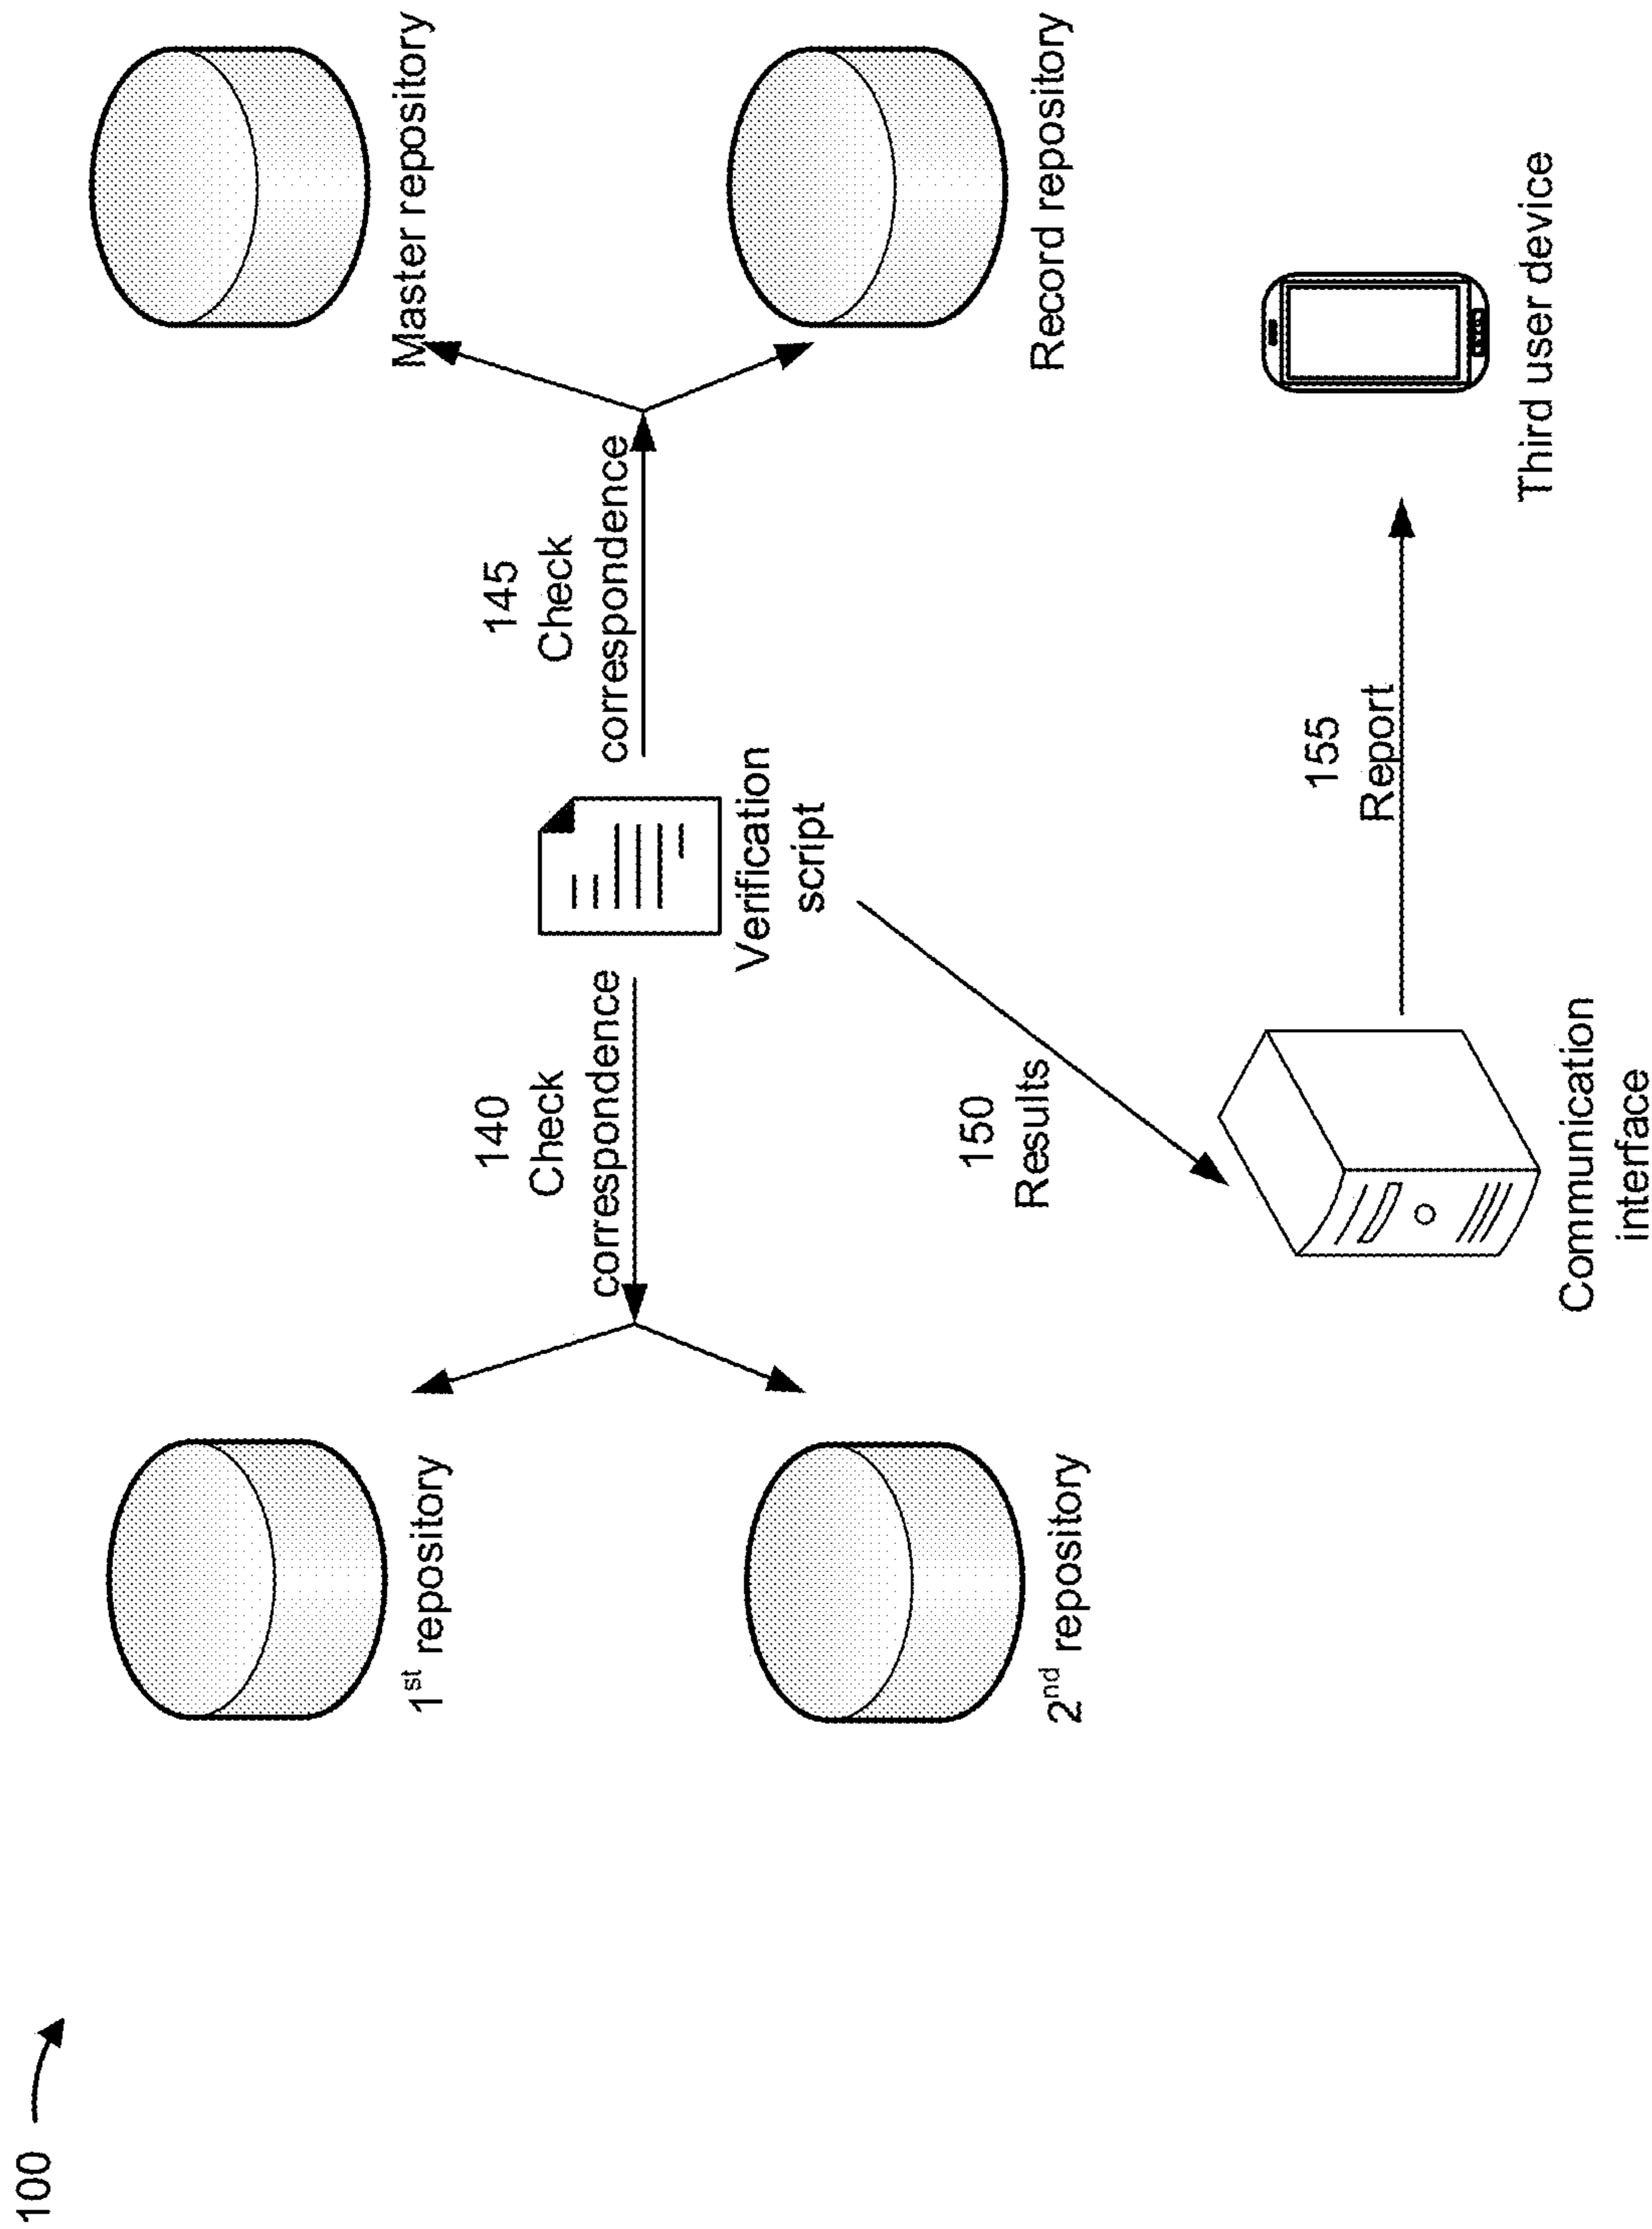 100
1st repository
140
Check
correspondence
145
Check
correspondence
Master repository
Verification
script
2nd repository
Record repository
150
Results
155
Report
Communication
interface
Third user device